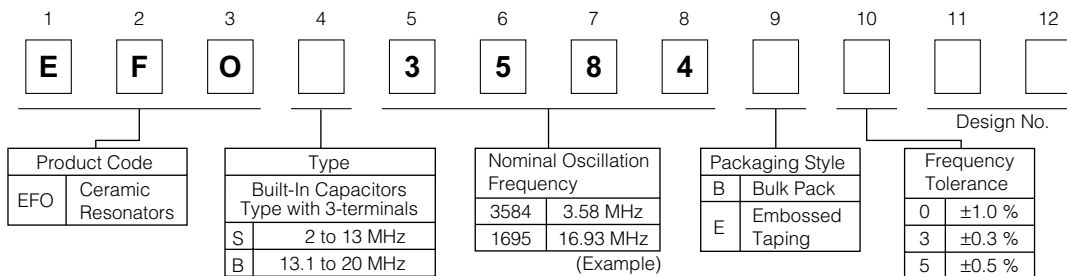 1 2 3 4 5 6 7 8 9 10 11 12
E F O 3 5 8 4
Design No.
Product Code
EFO Ceramic
Resonators
Type
Built-In Capacitors
Type with 3-terminals
S 2 to 13 MHz
B 13.1 to 20 MHz
Nominal Oscillation
Frequency
3584 3.58 MHz
1695 16.93 MHz
(Example)
Packaging Style
B Bulk Pack
E Embossed
Taping
Frequency
Tolerance
0 ±1.0 %
3 ±0.3 %
5 ±0.5 %